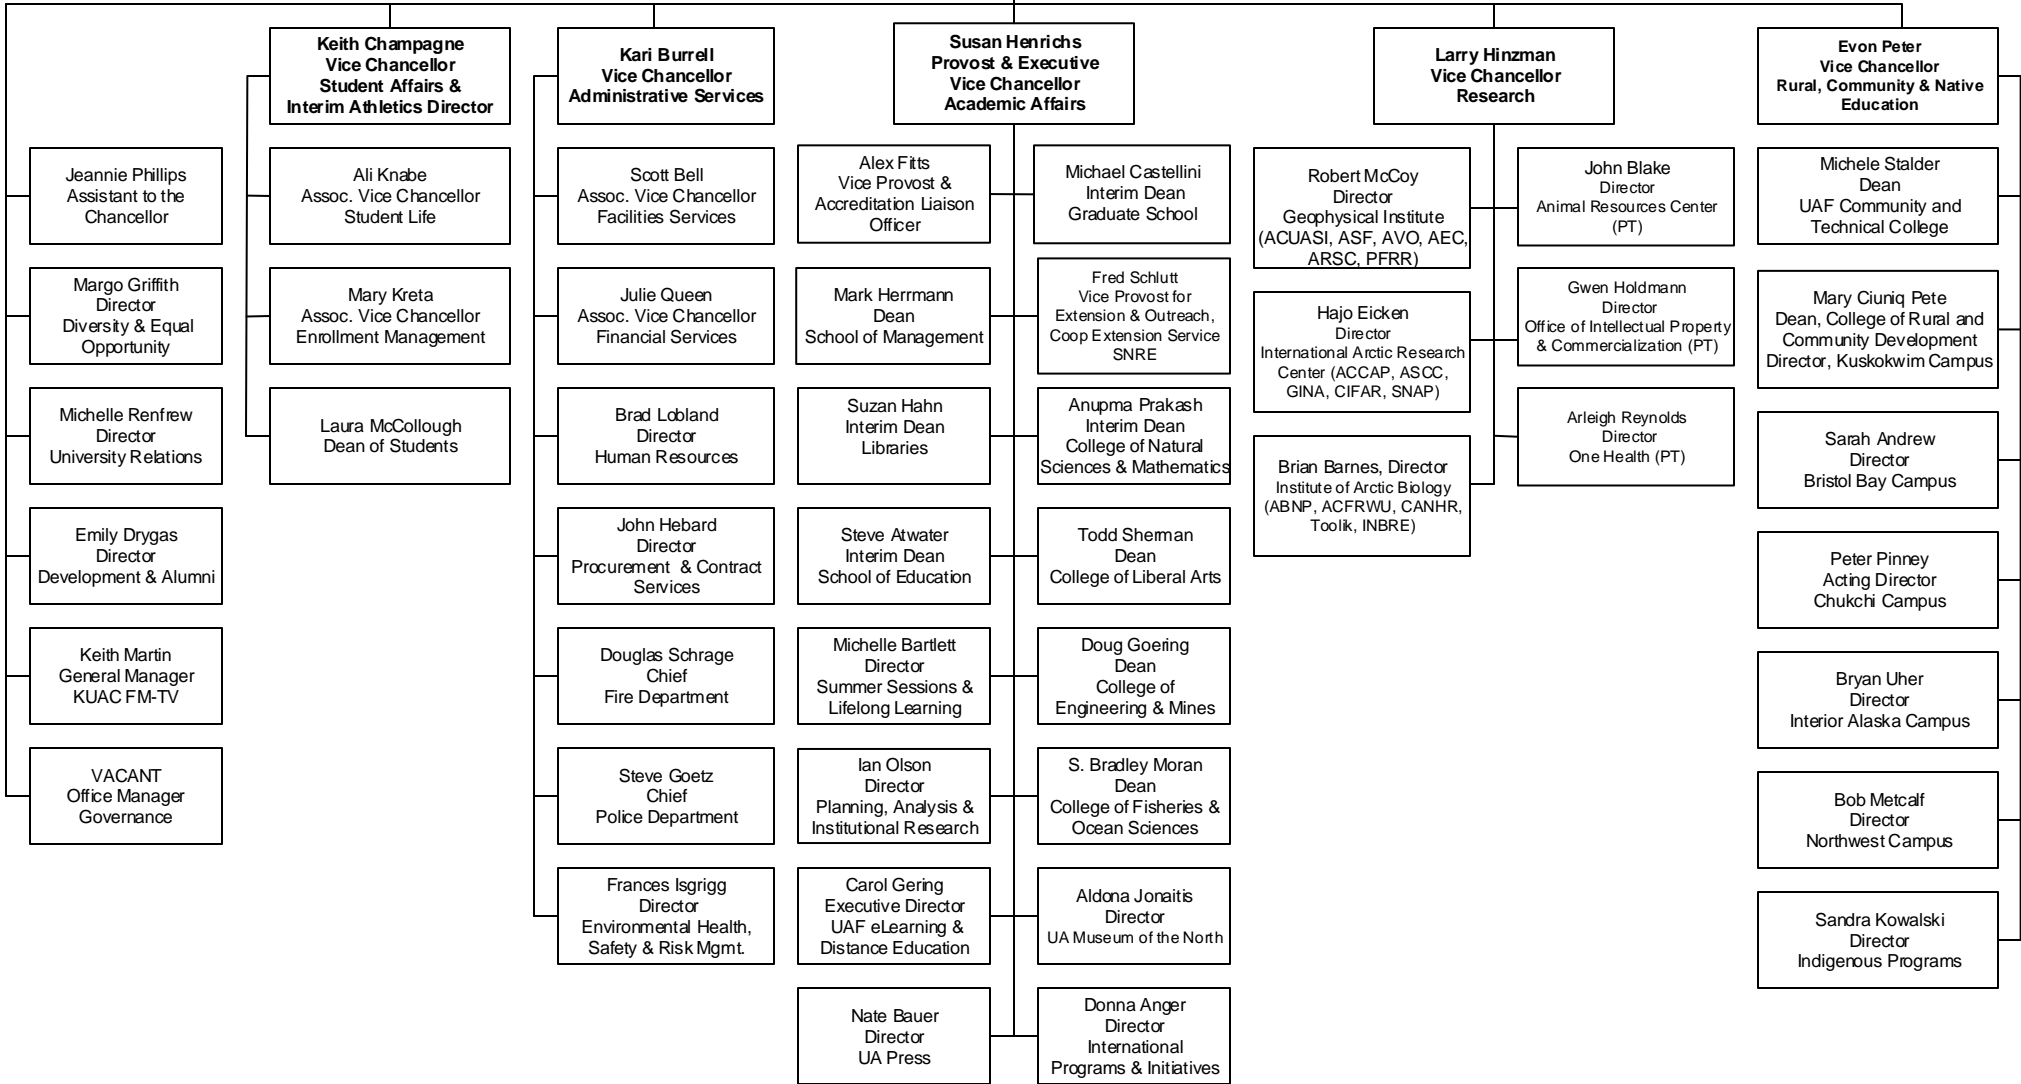 Keith Champagne
Vice Chancellor
Student Affairs &
Interim Athletics Director
Kari Burrell
Vice Chancellor
Administrative Services
Susan Henrichs
Provost & Executive
Vice Chancellor
Academic Affairs
Larry Hinzman
Vice Chancellor
Research
Evon Peter
Vice Chancellor
Rural, Community & Native
Education
Jeannie Phillips
Assistant to the
Chancellor
Margo Griffith
Director
Diversity & Equal
Opportunity
Michelle Renfrew
Director
University Relations
Emily Drygas
Director
Development & Alumni
Keith Martin
General Manager
KUAC FM-TV
VACANT
Office Manager
Governance
Ali Knabe
Assoc. Vice Chancellor
Student Life
Mary Kreta
Assoc. Vice Chancellor
Enrollment Management
Laura McCollough
Dean of Students
Scott Bell
Assoc. Vice Chancellor
Facilities Services
Julie Queen
Assoc. Vice Chancellor
Financial Services
Brad Lobland
Director
Human Resources
John Hebard
Director
Procurement & Contract
Services
Douglas Schrage
Chief
Fire Department
Steve Goetz
Chief
Police Department
Frances Isgrigg
Director
Environmental Health,
Safety & Risk Mgmt.
Alex Fitts
Vice Provost &
Accreditation Liaison
Officer
Mark Herrmann
Dean
School of Management
Suzan Hahn
Interim Dean
Libraries
Steve Atwater
Interim Dean
School of Education
Michelle Bartlett
Director
Summer Sessions &
Lifelong Learning
Ian Olson
Director
Planning, Analysis &
Institutional Research
Carol Gering
Executive Director
UAF eLearning &
Distance Education
Nate Bauer
Director
UA Press
Michael Castellini
Interim Dean
Graduate School
Fred Schlutt
Vice Provost for
Extension & Outreach,
Coop Extension Service
SNRE
Anupma Prakash
Interim Dean
College of Natural
Sciences & Mathematics
Todd Sherman
Dean
College of Liberal Arts
Doug Goering
Dean
College of
Engineering & Mines
S. Bradley Moran
Dean
College of Fisheries &
Ocean Sciences
Aldona Jonaitis
Director
UA Museum of the North
Donna Anger
Director
International
Programs & Initiatives
Robert McCoy
Director
Geophysical Institute
(ACUASI, ASF, AVO, AEC,
ARSC, PFRR)
Hajo Eicken
Director
International Arctic Research
Center (ACCAP, ASCC,
GINA, CIFAR, SNAP)
Brian Barnes, Director
Institute of Arctic Biology
(ABNP, ACFRWU, CANHR,
Toolik, INBRE)
John Blake
Director
Animal Resources Center
(PT)
Gwen Holdmann
Director
Office of Intellectual Property
& Commercialization (PT)
Arleigh Reynolds
Director
One Health (PT)
Michele Stalder
Dean
UAF Community and
Technical College
Mary Ciuniq Pete
Dean, College of Rural and
Community Development
Director, Kuskokwim Campus
Sarah Andrew
Director
Bristol Bay Campus
Peter Pinney
Acting Director
Chukchi Campus
Bryan Uher
Director
Interior Alaska Campus
Bob Metcalf
Director
Northwest Campus
Sandra Kowalski
Director
Indigenous Programs